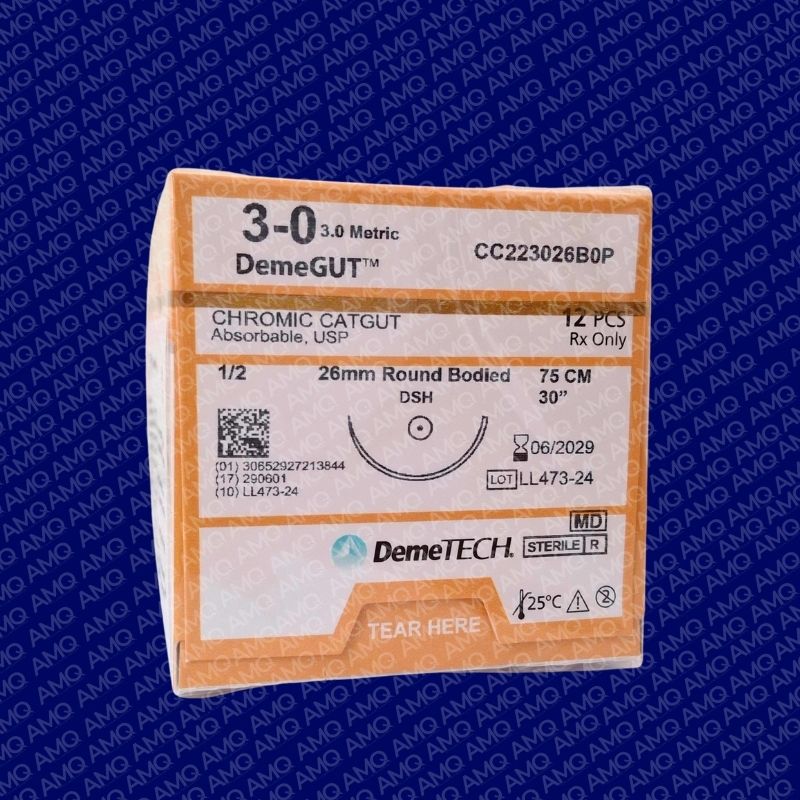 3-0 3.0 Metric
DemeGUT™
CC223026B0P
CHROMIC CATGUT
Absorbable, USP
12 PCS
Rx Only
1/2 26mm Round Bodied 75 CM
DSH 30”
06/2029
(01) 30652927213844
(17) 290601
(10) LL473-24
LOT LL473-24
DemeTECH®
MD
STERILE R
25°C 2
TEAR HERE
AMQ